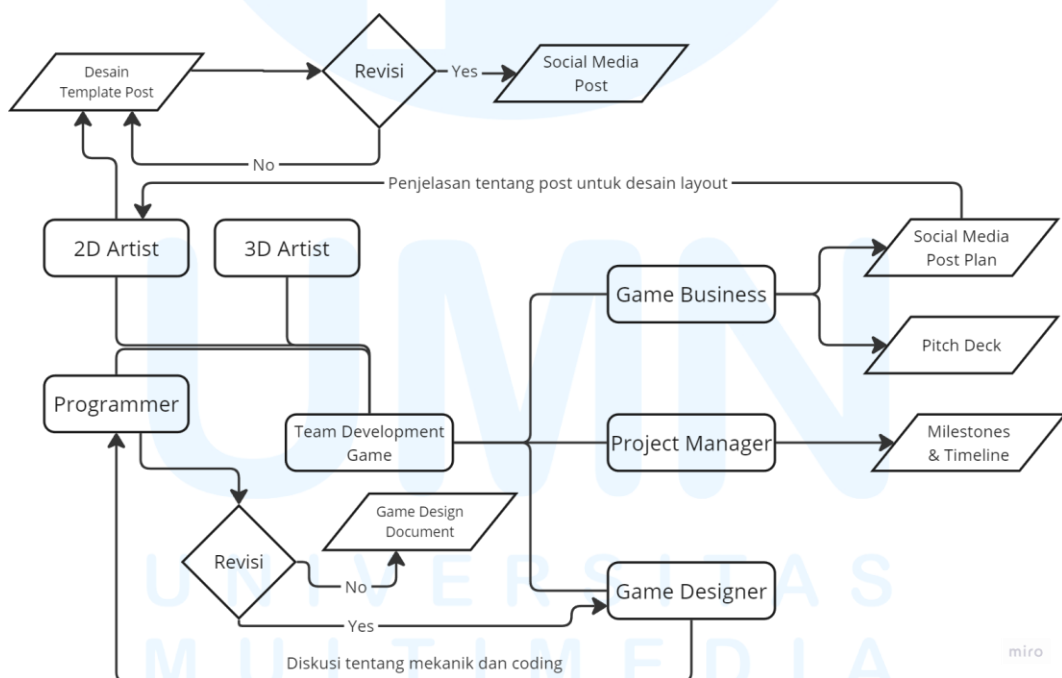 Desain
Template Post
Revisi
Yes
Social Media
Post
No
Penjelasan tentang post untuk desain layout
2D Artist
3D Artist
Social Media
Post Plan
Game Business
Pitch Deck
Programmer
Team Development
Game
Project Manager
Milestones
& Timeline
Game Design
Document
Revisi
No
Game Designer
Yes
Diskusi tentang mekanik dan coding
UMN
UNIVERSITAS
MULTIMEDIA
miro